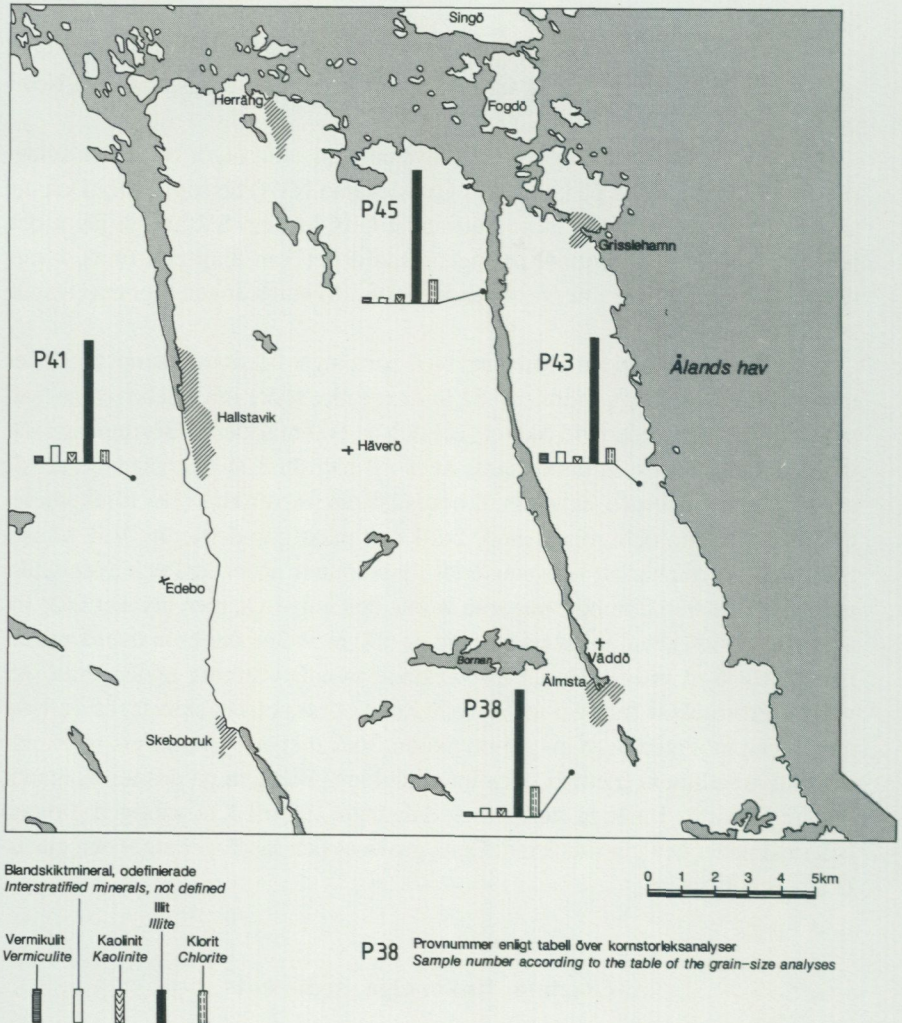 Singö
Herräng
Fogdö
P45
Grisslehamn
P41
P43
Ålands hav
Hallstavik
Häverö
Edebo
Väddö
Bornan
Älmsta
P38
Skebobruk
Blandskiktmineral, odefinierade
Interstratified minerals, not defined
Illit
Illite
Vermikulit
Vermiculite
Kaolinit
Kaolinite
Klorit
Chlorite
0 1 2 3 4 5km
P38 Provnummer enligt tabell över kornstorleksanalyser
Sample number according to the table of the grain-size analyses